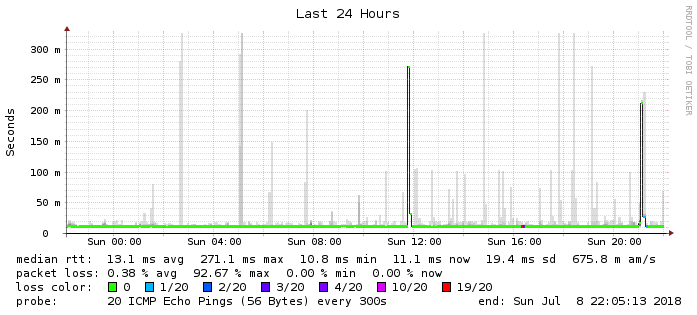 Last 24 Hours
RRDTOOL / TOBI OETIKER
Seconds
300 m
250 m
200 m
150 m
100 m
50 m
0
Sun 00:00 Sun 04:00 Sun 08:00 Sun 12:00 Sun 16:00 Sun 20:00
median rtt: 13.1 ms avg 271.1 ms max 10.8 ms min 11.1 ms now 19.4 ms sd 675.8 m am/s
packet loss: 0.38 % avg 92.67 % max 0.00 % min 0.00 % now
loss color: 0 1/20 2/20 3/20 4/20 10/20 19/20
probe: 20 ICMP Echo Pings (56 Bytes) every 300s end: Sun Jul 8 22:05:13 2018